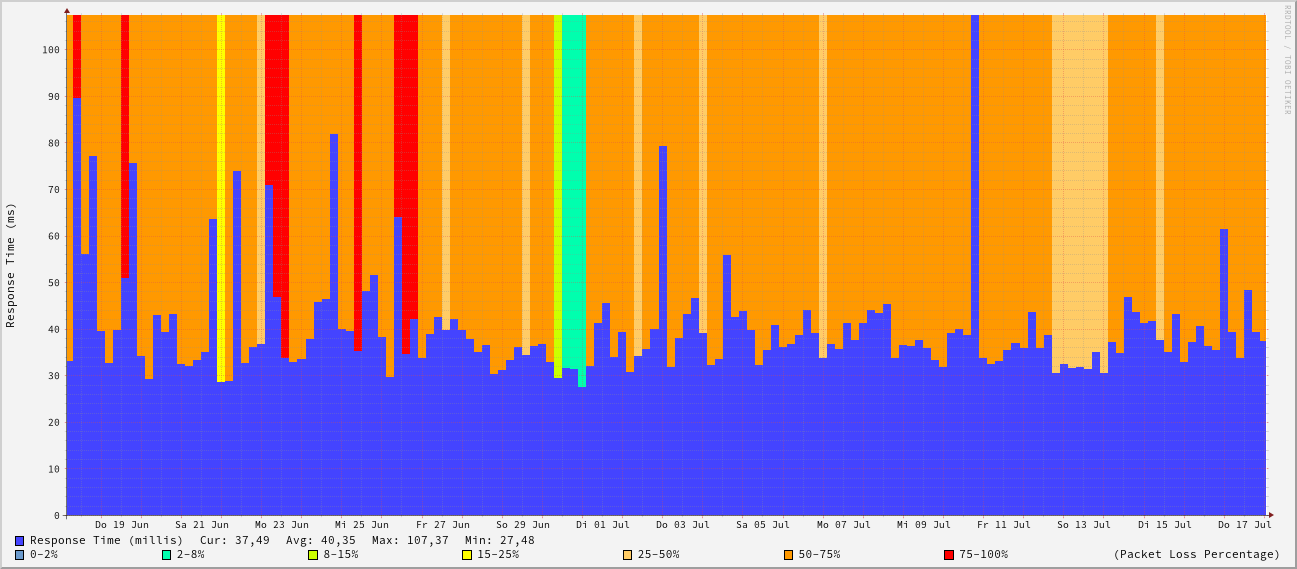 RRDTOOL / TOBI OETIKER
Response Time (ms)
100
90
80
70
60
50
40
30
20
10
0
Do 19 Jun Sa 21 Jun Mo 23 Jun Mi 25 Jun Fr 27 Jun So 29 Jun Di 01 Jul Do 03 Jul Sa 05 Jul Mo 07 Jul Mi 09 Jul Fr 11 Jul So 13 Jul Di 15 Jul Do 17 Jul
Response Time (millis) Cur: 37,49 Avg: 40,35 Max: 107,37 Min: 27,48
0-2% 2-8% 8-15% 15-25% 25-50% 50-75% 75-100% (Packet Loss Percentage)